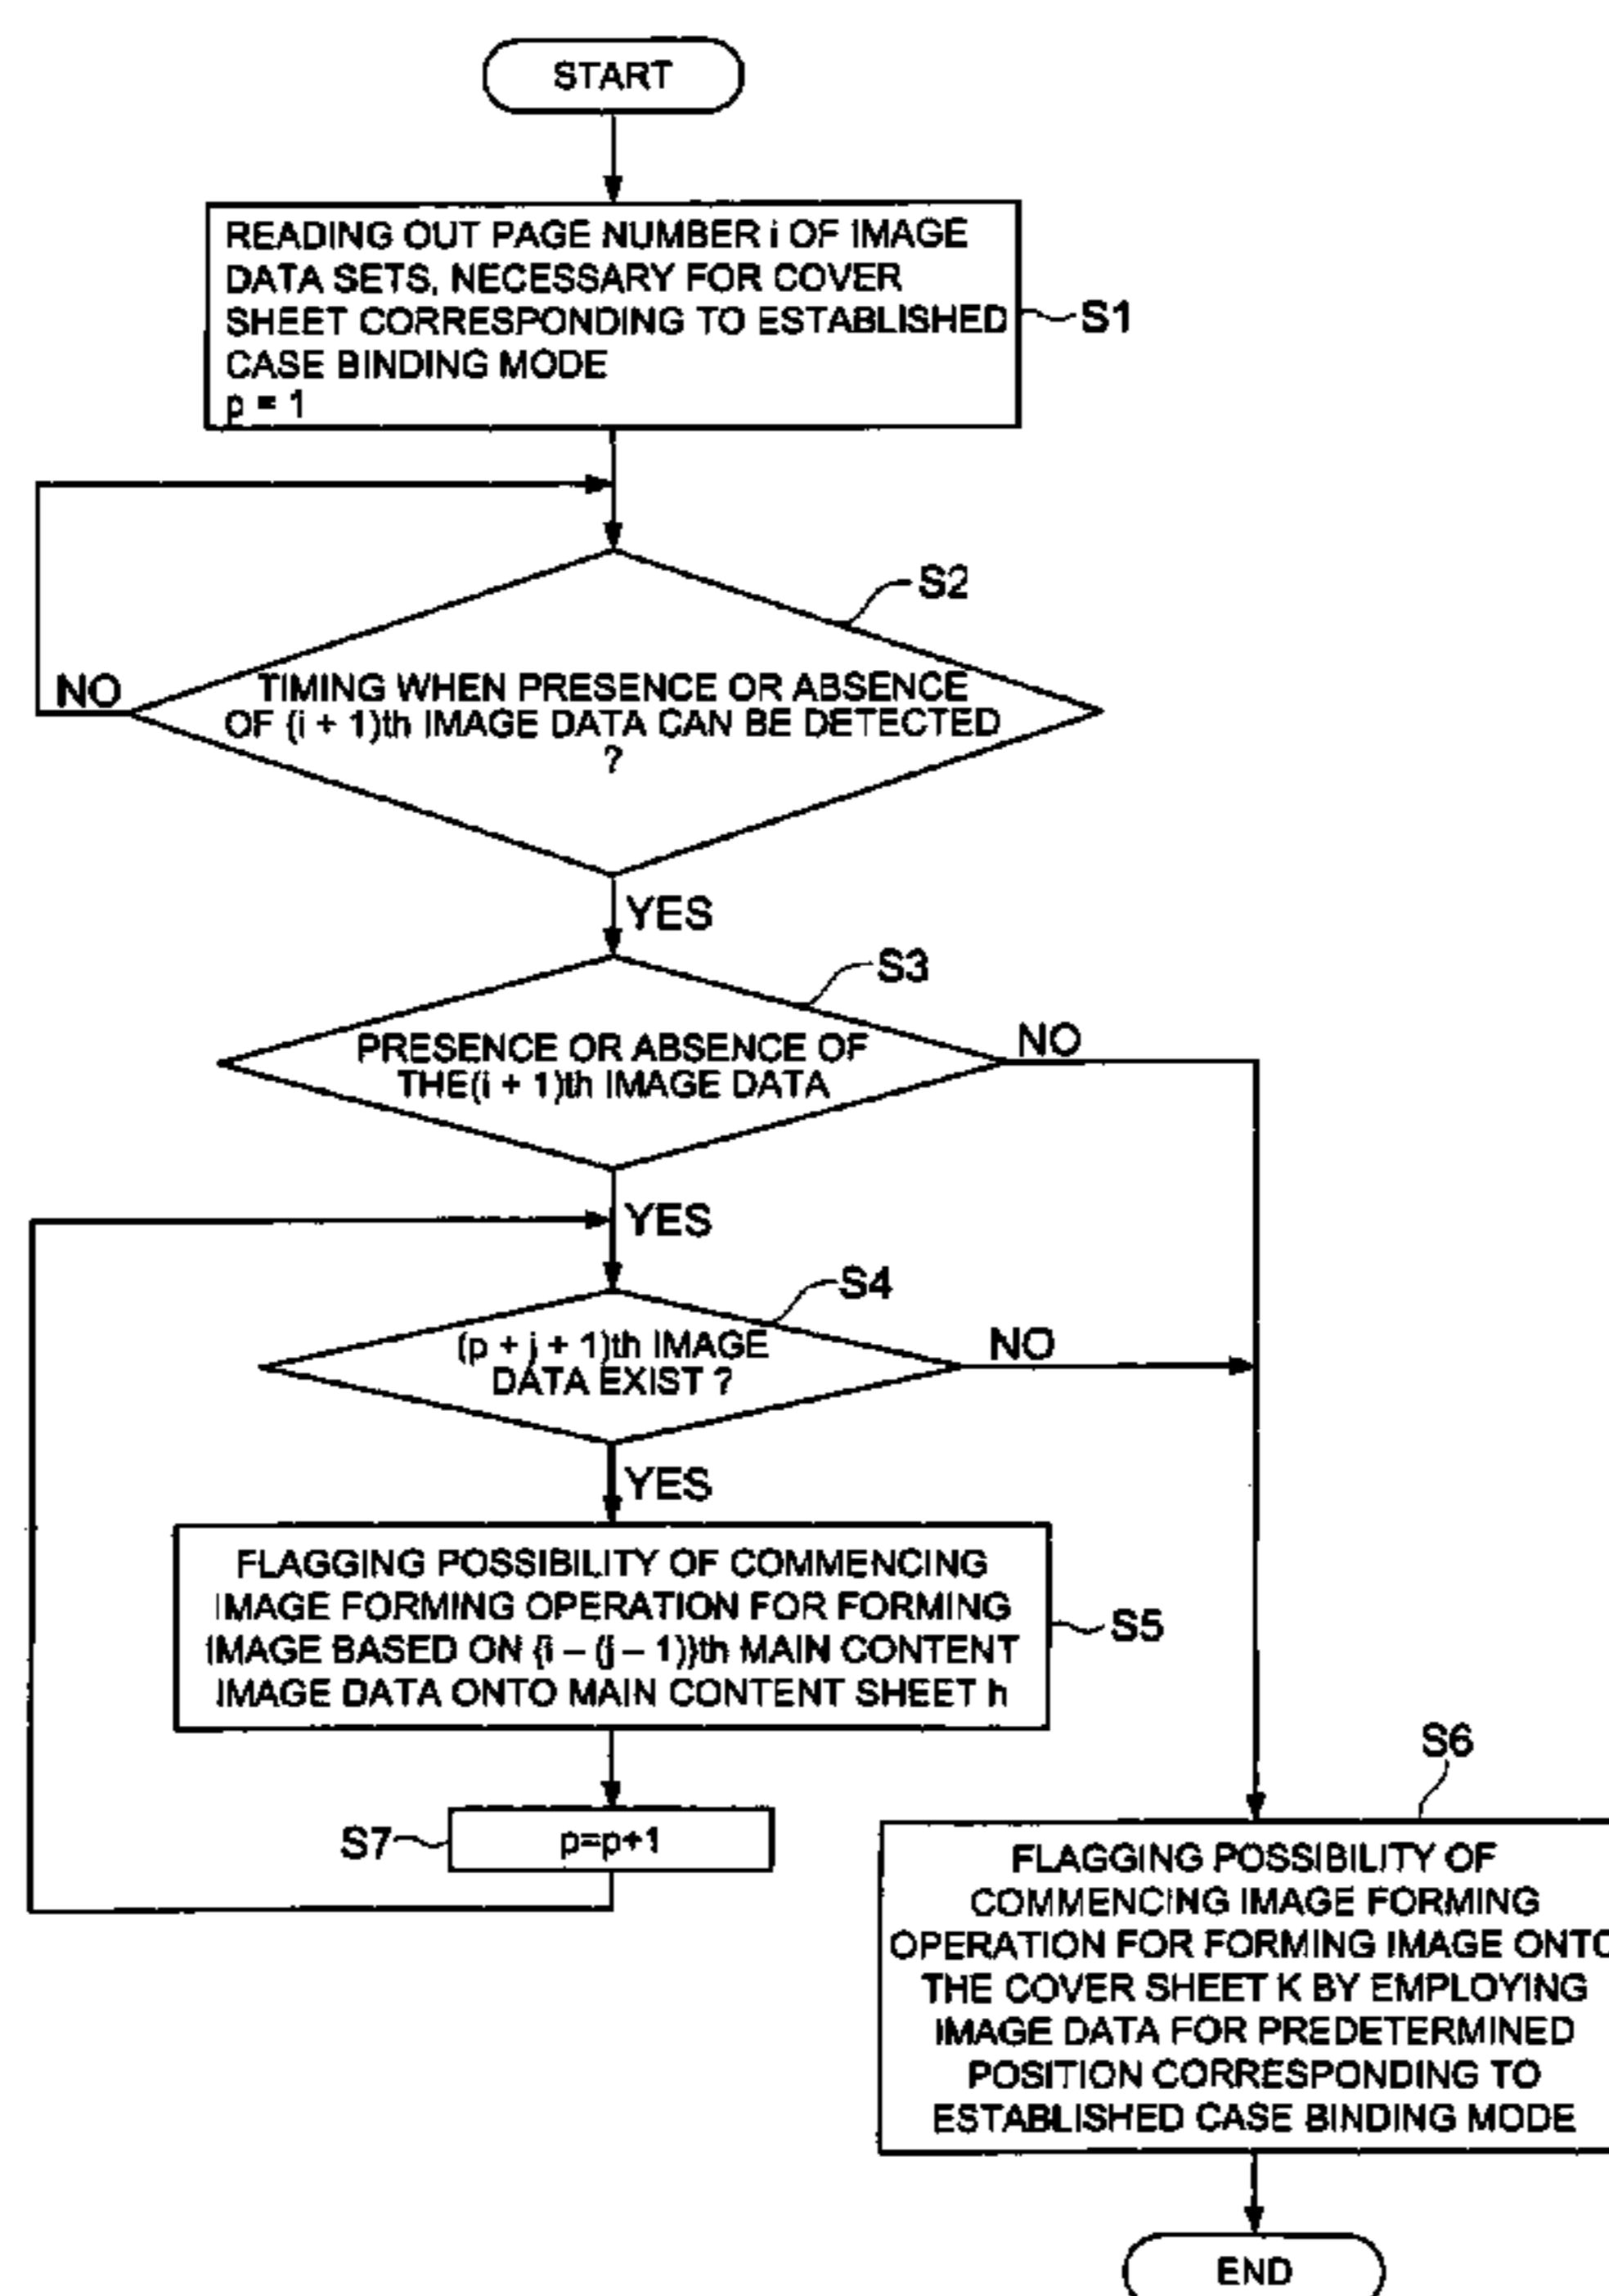 START
READING OUT PAGE NUMBER i OF IMAGE
DATA SETS, NECESSARY FOR COVER
SHEET CORRESPONDING TO ESTABLISHED
CASE BINDING MODE
p = 1
S1
S2
NO
TIMING WHEN PRESENCE OR ABSENCE
OF (i + 1)th IMAGE DATA CAN BE DETECTED
?
YES
S3
PRESENCE OR ABSENCE OF
THE(i + 1)th IMAGE DATA
NO
YES
S4
(p + j + 1)th IMAGE
DATA EXIST ?
NO
YES
FLAGGING POSSIBILITY OF COMMENCING
IMAGE FORMING OPERATION FOR FORMING
IMAGE BASED ON {i – (j – 1)}th MAIN CONTENT
IMAGE DATA ONTO MAIN CONTENT SHEET h
S5
S7
p=p+1
S6
FLAGGING POSSIBILITY OF
COMMENCING IMAGE FORMING
OPERATION FOR FORMING IMAGE ONTO
THE COVER SHEET K BY EMPLOYING
IMAGE DATA FOR PREDETERMINED
POSITION CORRESPONDING TO
ESTABLISHED CASE BINDING MODE
END